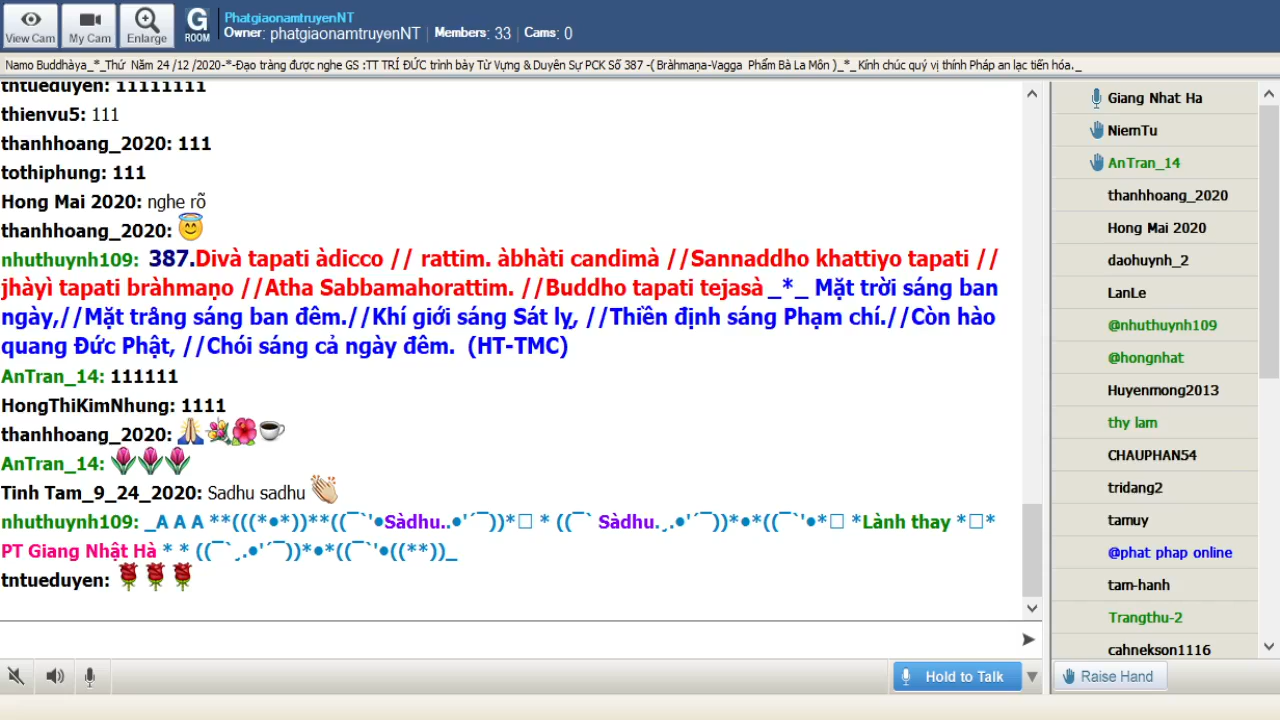 View Cam
My Cam
Enlarge
G
ROOM
PhatgiaonamtruyenNT
Owner: phatgiaonamtruyenNT | Members: 33 | Cams: 0
Namo Buddhàya_*_Thứ Năm 24 /12 /2020-*-Đạo tràng được nghe GS :TT TRÍ ĐỨC trình bày Từ Vựng & Duyên Sự PCK Số 387 -( Bràhmaṇa-Vagga Phẩm Bà La Môn )_*_Kính chúc quý vị thính Pháp an lạc tiến hóa._
tntueduyen: 11111111
thienvu5: 111
thanhhoang_2020: 111
tothiphung: 111
Hong Mai 2020: nghe rõ
thanhhoang_2020: 😇
nhuthuynh109: 387.Divà tapati àdicco // rattim. àbhàti candimà //Sannaddho khattiyo tapati //
jhàyì tapati bràhmaṇo //Atha Sabbamahorattim. //Buddho tapati tejasà _*_ Mặt trời sáng ban
ngày,//Mặt trăng sáng ban đêm.//Khí giới sáng Sát lỵ, //Thiền định sáng Phạm chí.//Còn hào
quang Đức Phật, //Chói sáng cả ngày đêm. (HT-TMC)
AnTran_14: 111111
HongThiKimNhung: 1111
thanhhoang_2020: 🙏💐🌺☕
AnTran_14: 🌷🌷🌷
Tinh Tam_9_24_2020: Sadhu sadhu 👏
nhuthuynh109: _A A A **(((*•*))**((¯`'•Sàdhu..•'´¯))*□ * ((¯` Sàdhu.¸.•'´¯))*•*((¯`'•*□ *Lành thay *□*
PT Giang Nhật Hà * * ((¯`¸.•'´¯))*•*((¯`'•((**))_
tntueduyen: 🌹🌹🌹
Hold to Talk
Giang Nhat Ha
NiemTu
AnTran_14
thanhhoang_2020
Hong Mai 2020
daohuynh_2
LanLe
@nhuthuynh109
@hongnhat
Huyenmong2013
thy lam
CHAUPHAN54
tridang2
tamuy
@phat phap online
tam-hanh
Trangthu-2
cahnekson1116
Raise Hand